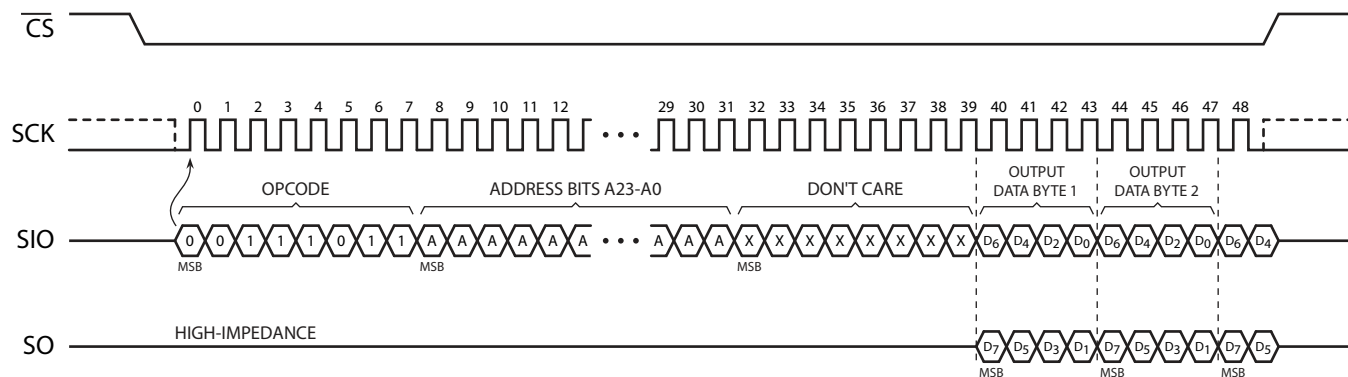 CS
0 1 2 3 4 5 6 7 8 9 10 11 12 29 30 31 32 33 34 35 36 37 38 39 40 41 42 43 44 45 46 47 48
SCK
OPCODE ADDRESS BITS A23-A0 DON'T CARE OUTPUT DATA BYTE 1 OUTPUT DATA BYTE 2
SIO 0 0 1 1 1 0 1 1 A A A A A A A A A X X X X X X X X D6 D4 D2 D0 D6 D4 D2 D0 D6 D4
MSB MSB MSB
HIGH-IMPEDANCE
SO D7 D5 D3 D1 D7 D5 D3 D1 D7 D5
MSB MSB MSB